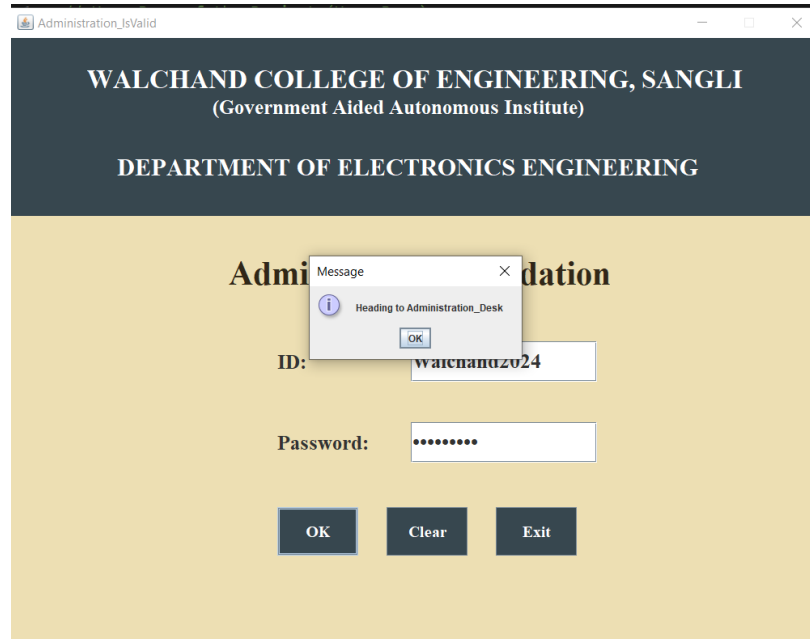 Administration_IsValid
WALCHAND COLLEGE OF ENGINEERING, SANGLI
(Government Aided Autonomous Institute)
DEPARTMENT OF ELECTRONICS ENGINEERING
Message
Heading to Administration_Desk
OK
ID: Walchand2024
Password: •••••••••
OK Clear Exit